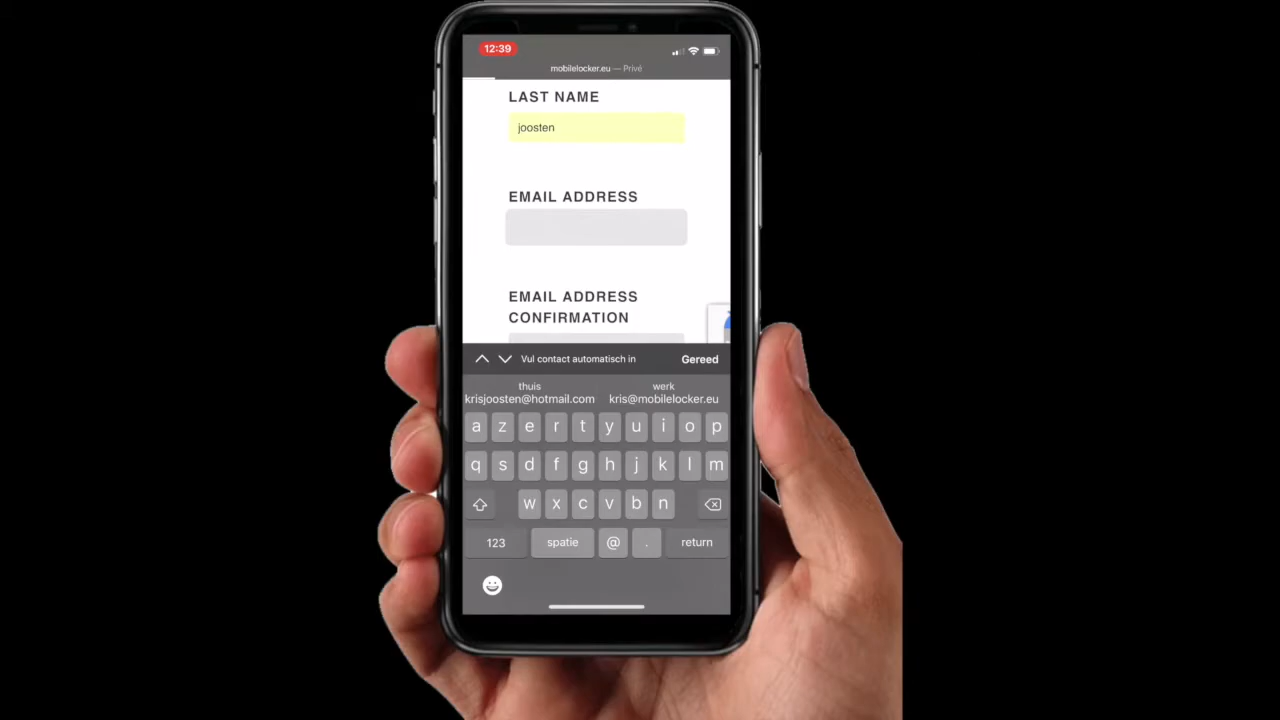 12:39
mobilelocker.eu — Privé
LAST NAME
joosten
EMAIL ADDRESS
EMAIL ADDRESS
CONFIRMATION
Vul contact automatisch in Gereed
thuis werk
krisjoosten@hotmail.com kris@mobilelocker.eu
a z e r t y u i o p
q s d f g h j k l m
w x c v b n
123 spatie @ . return